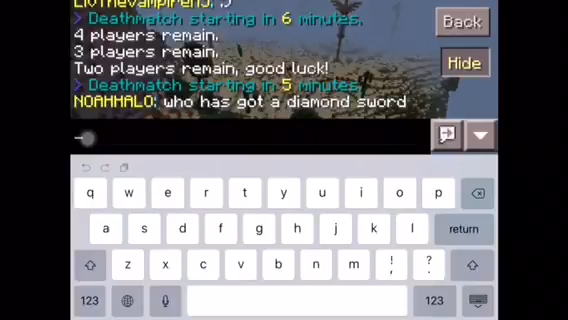 LivTheVampireHJ: ;)
> Deathmatch starting in 6 minutes.
4 players remain.
3 players remain.
Two players remain, good luck!
> Deathmatch starting in 5 minutes.
NOAHHALO: who has got a diamond sword
Back
Hide
q w e r t y u i o p
a s d f g h j k l return
z x c v b n m ! , ? .
123 123